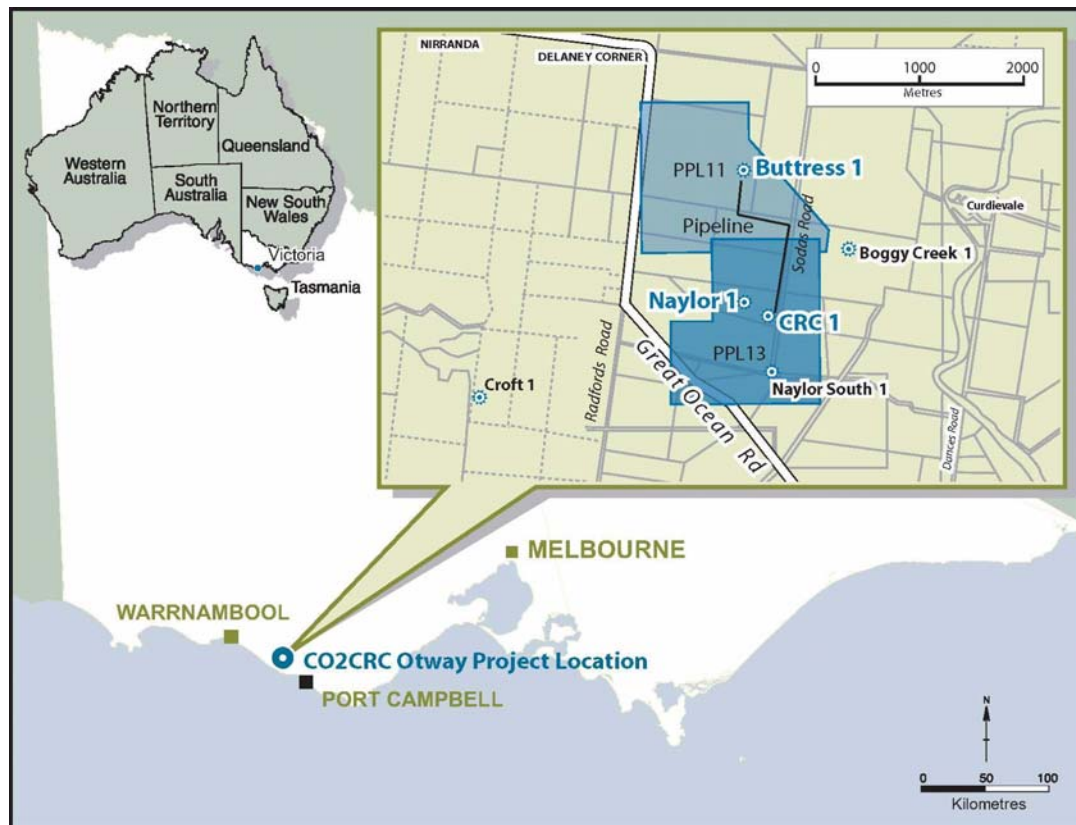 Northern
Territory
Western
Australia
Queensland
South
Australia
New South
Wales
Victoria
Tasmania
NIRRANDA
DELANEY CORNER
0 1000 2000
Metres
PPL11
Buttress 1
Pipeline
Sodas Road
Curdievale
Boggy Creek 1
Naylor 1
CRC 1
PPL13
Naylor South 1
Great Ocean Rd
Radfords Road
Croft 1
Dances Road
MELBOURNE
WARRNAMBOOL
CO2CRC Otway Project Location
PORT CAMPBELL
N
0 50 100
Kilometres